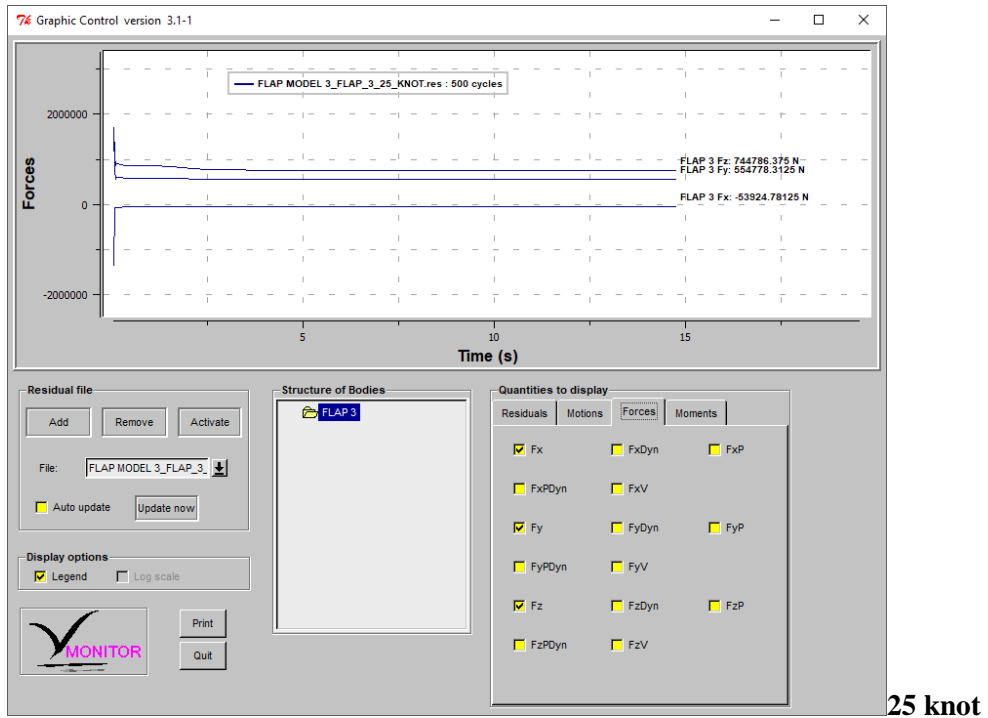 Graphic Control version 3.1-1
FLAP MODEL 3_FLAP_3_25_KNOT.res : 500 cycles
2000000
0
-2000000
Forces
FLAP 3 Fz: 744786.375 N
FLAP 3 Fy: 554778.3125 N
FLAP 3 Fx: -53924.78125 N
5 10 15
Time (s)
Residual file
Add Remove Activate
File: FLAP MODEL 3_FLAP_3_
Auto update Update now
Display options
Legend Log scale
MONITOR
Print
Quit
Structure of Bodies
FLAP 3
Quantities to display
Residuals Motions Forces Moments
Fx FxDyn FxP
FxPDyn FxV
Fy FyDyn FyP
FyPDyn FyV
Fz FzDyn FzP
FzPDyn FzV
25 knot